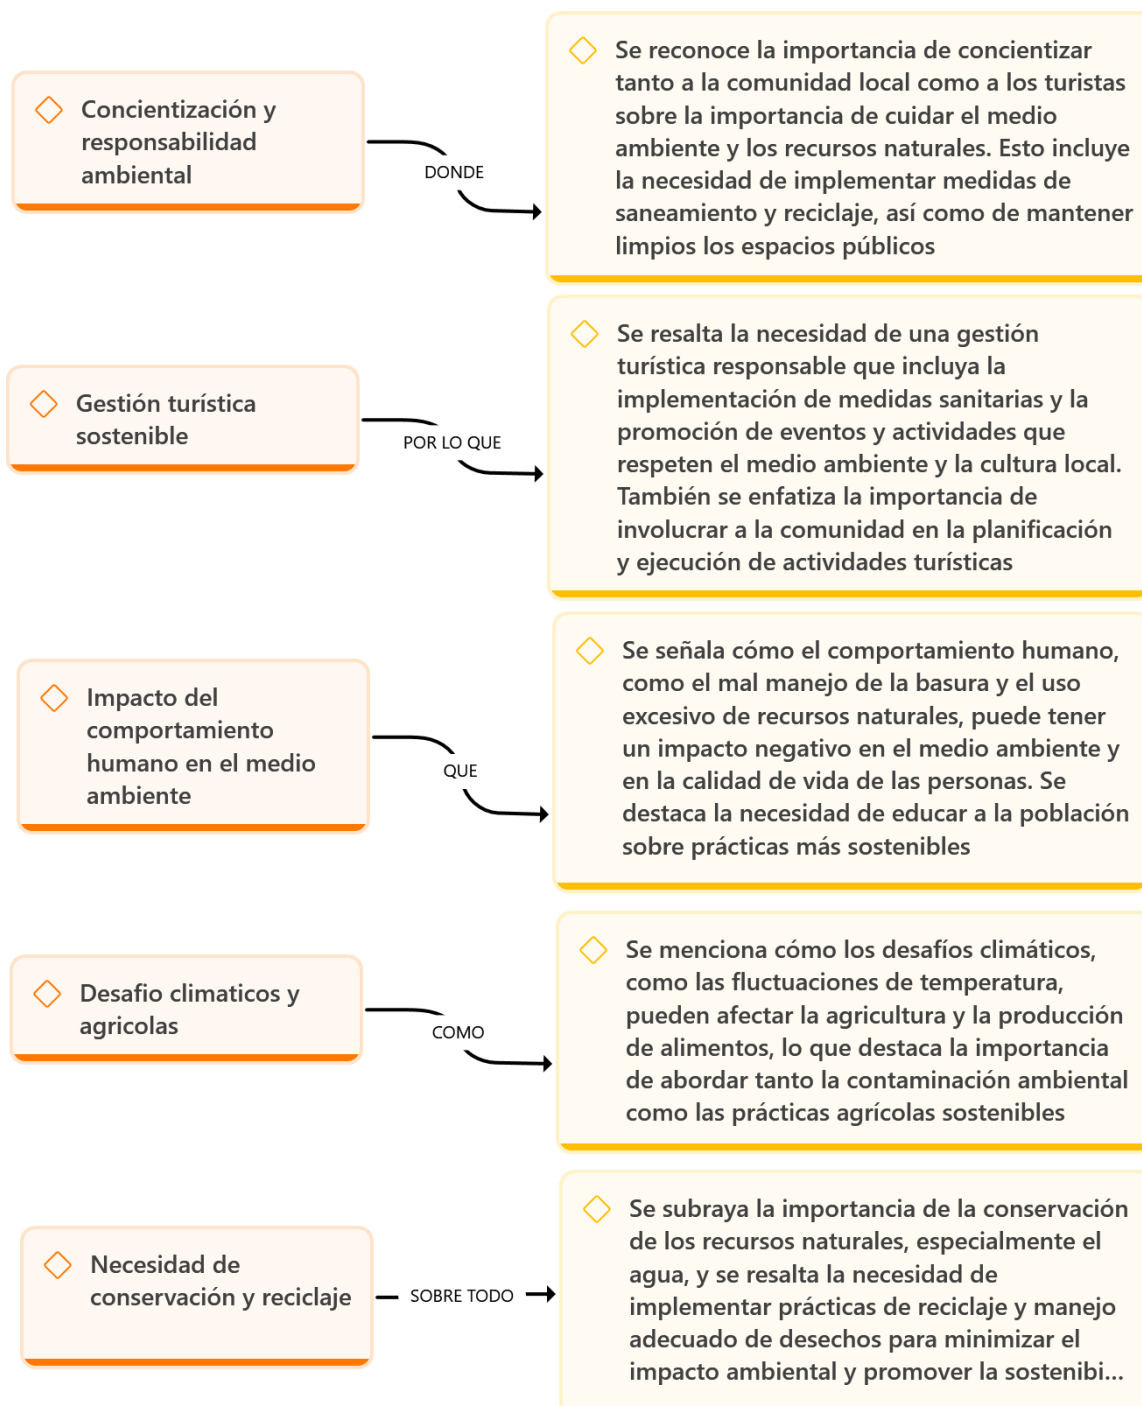 Concientización y
responsabilidad
ambiental
DONDE
Se reconoce la importancia de concientizar
tanto a la comunidad local como a los turistas
sobre la importancia de cuidar el medio
ambiente y los recursos naturales. Esto incluye
la necesidad de implementar medidas de
saneamiento y reciclaje, así como de mantener
limpios los espacios públicos
Gestión turística
sostenible
POR LO QUE
Se resalta la necesidad de una gestión
turística responsable que incluya la
implementación de medidas sanitarias y la
promoción de eventos y actividades que
respeten el medio ambiente y la cultura local.
También se enfatiza la importancia de
involucrar a la comunidad en la planificación
y ejecución de actividades turísticas
Impacto del
comportamiento
humano en el medio
ambiente
QUE
Se señala cómo el comportamiento humano,
como el mal manejo de la basura y el uso
excesivo de recursos naturales, puede tener
un impacto negativo en el medio ambiente y
en la calidad de vida de las personas. Se
destaca la necesidad de educar a la población
sobre prácticas más sostenibles
Desafio climaticos y
agricolas
COMO
Se menciona cómo los desafíos climáticos,
como las fluctuaciones de temperatura,
pueden afectar la agricultura y la producción
de alimentos, lo que destaca la importancia
de abordar tanto la contaminación ambiental
como las prácticas agrícolas sostenibles
Necesidad de
conservación y reciclaje
SOBRE TODO
Se subraya la importancia de la conservación
de los recursos naturales, especialmente el
agua, y se resalta la necesidad de
implementar prácticas de reciclaje y manejo
adecuado de desechos para minimizar el
impacto ambiental y promover la sostenibi...